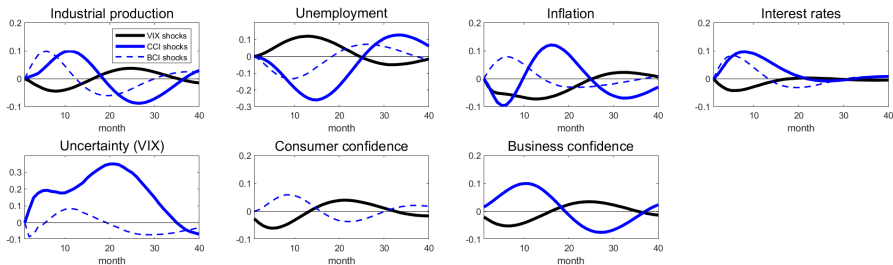 Industrial production
0.2
0.1
0
-0.1
10 20 30 40
month
VIX shocks
CCI shocks
BCI shocks
Unemployment
0.2
0.1
0
-0.1
-0.2
-0.3
10 20 30 40
month
Inflation
0.2
0.1
0
-0.1
10 20 30 40
month
Interest rates
0.2
0.1
0
-0.1
10 20 30 40
month
Uncertainty (VIX)
0.3
0.2
0.1
0
-0.1
10 20 30 40
month
Consumer confidence
0.2
0.1
0
-0.1
10 20 30 40
month
Business confidence
0.2
0.1
0
-0.1
10 20 30 40
month